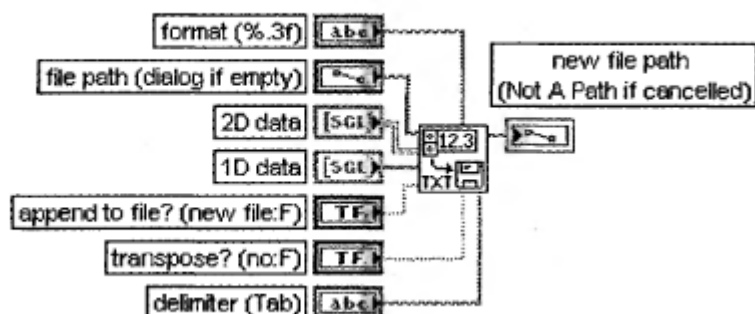 format (%.3f)
abc
file path (dialog if empty)
2D data
[SGL]
1D data
[SGL]
append to file? (new file:F)
TF
transpose? (no:F)
TF
delimiter (Tab)
abc
12.3
TXT
new file path
(Not A Path if cancelled)